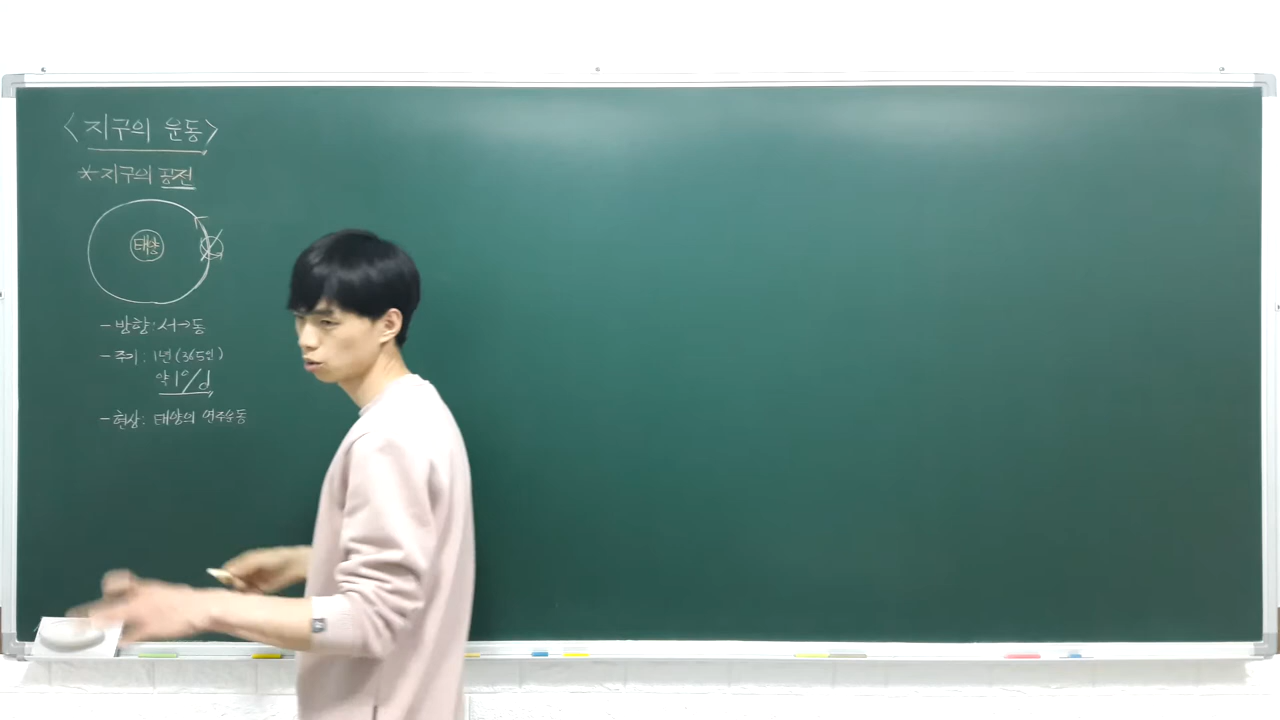 <지구의 운동>
*지구의 공전
태양
- 방향: 서→동
- 주기: 1년(365일)
약 1°/d
- 현상: 태양의 연주운동